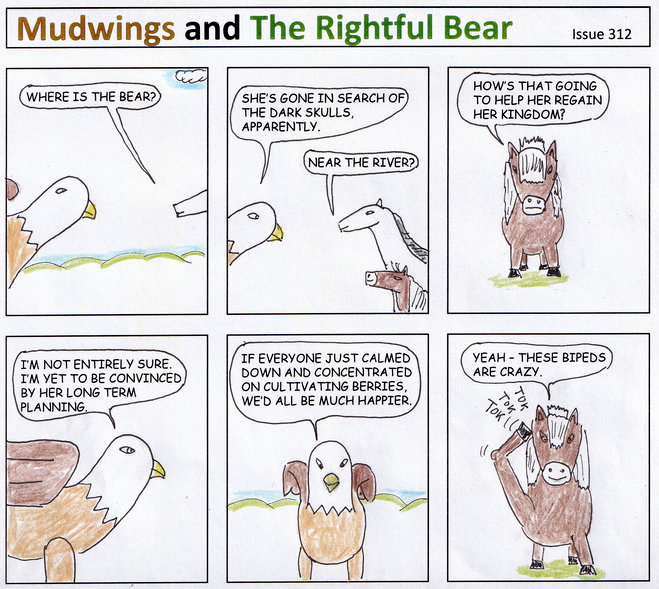 Mudwings and The Rightful Bear
Issue 312
WHERE IS THE BEAR?
SHE'S GONE IN SEARCH OF
THE DARK SKULLS,
APPARENTLY.
NEAR THE RIVER?
HOW'S THAT GOING
TO HELP HER REGAIN
HER KINGDOM?
I'M NOT ENTIRELY SURE.
I'M YET TO BE CONVINCED
BY HER LONG TERM
PLANNING.
IF EVERYONE JUST CALMED
DOWN AND CONCENTRATED
ON CULTIVATING BERRIES,
WE'D ALL BE MUCH HAPPIER.
YEAH - THESE BIPEDS
ARE CRAZY.
TOK
TOK
TOK